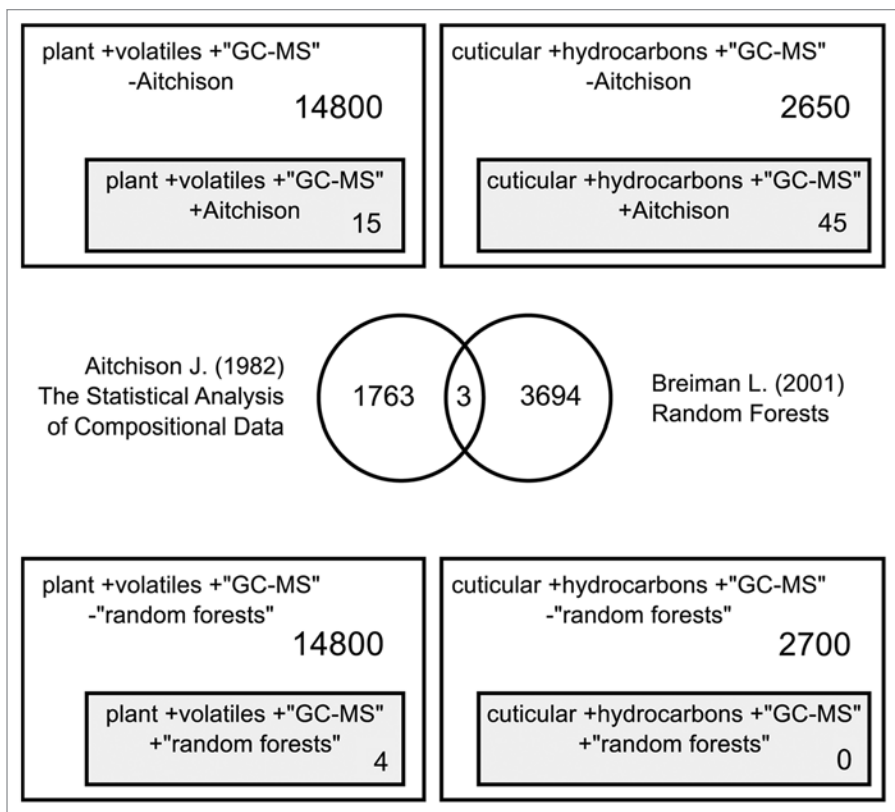 plant +volatiles +"GC-MS"
-Aitchison
14800
plant +volatiles +"GC-MS"
+Aitchison
15
cuticular +hydrocarbons +"GC-MS"
-Aitchison
2650
cuticular +hydrocarbons +"GC-MS"
+Aitchison
45
Aitchison J. (1982)
The Statistical Analysis
of Compositional Data
1763
3
3694
Breiman L. (2001)
Random Forests
plant +volatiles +"GC-MS"
-"random forests"
14800
plant +volatiles +"GC-MS"
+"random forests"
4
cuticular +hydrocarbons +"GC-MS"
-"random forests"
2700
cuticular +hydrocarbons +"GC-MS"
+"random forests"
0